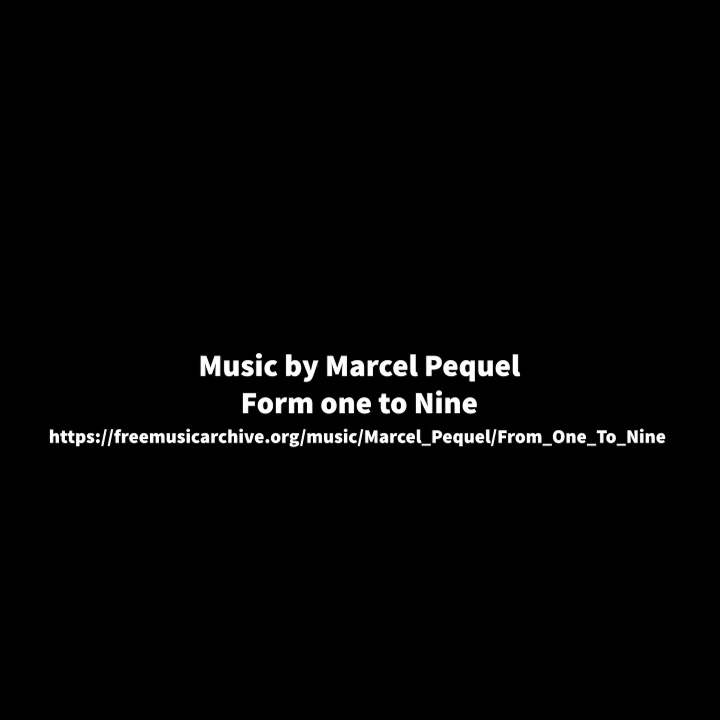 Music by Marcel Pequel
Form one to Nine
https://freemusicarchive.org/music/Marcel_Pequel/From_One_To_Nine